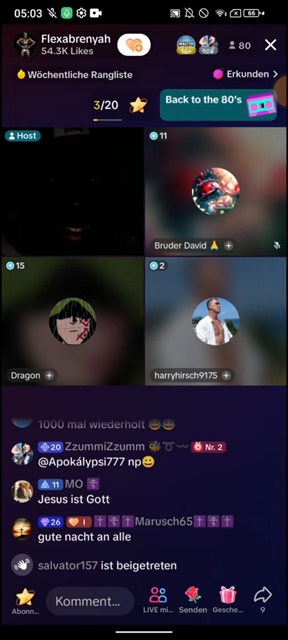 05:03
66
Flexabrenyah
54.3K Likes
80
Wöchentliche Rangliste
Erkunden >
3/20
Back to the 80's
Host
11
Bruder David 🙏 +
15
2
Dragon +
harryhirsch9175 +
1000 mal wiederholt 😄😄
20 ZzummiZzumm Nr. 2
@Apokálypsi777 np😃
11 MO ☦️
Jesus ist Gott
26 I ✝️✝️✝️Marusch65✝️✝️✝️
gute nacht an alle
salvator157 ist beigetreten
Abonn...
Komment...
LIVE mi...
Senden
Gesche...
9